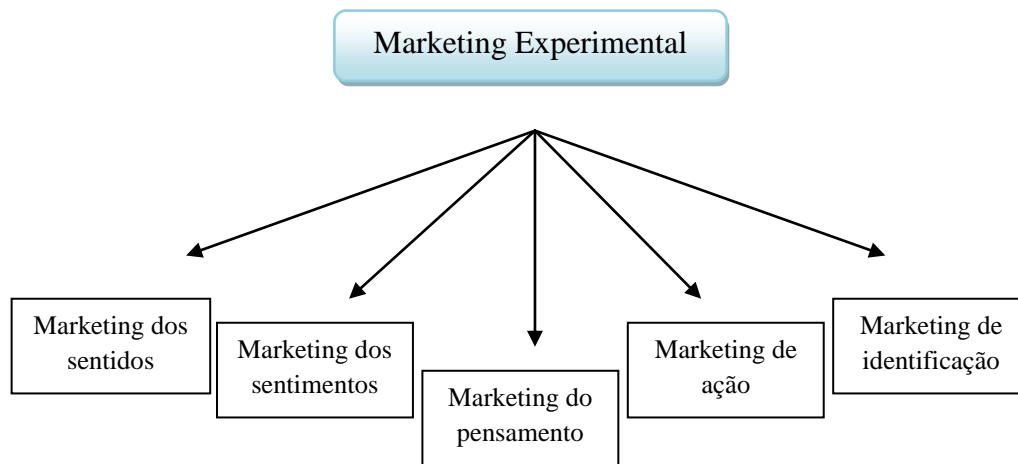 Marketing Experimental
Marketing dos
sentidos
Marketing dos
sentimentos
Marketing do
pensamento
Marketing de
ação
Marketing de
identificação